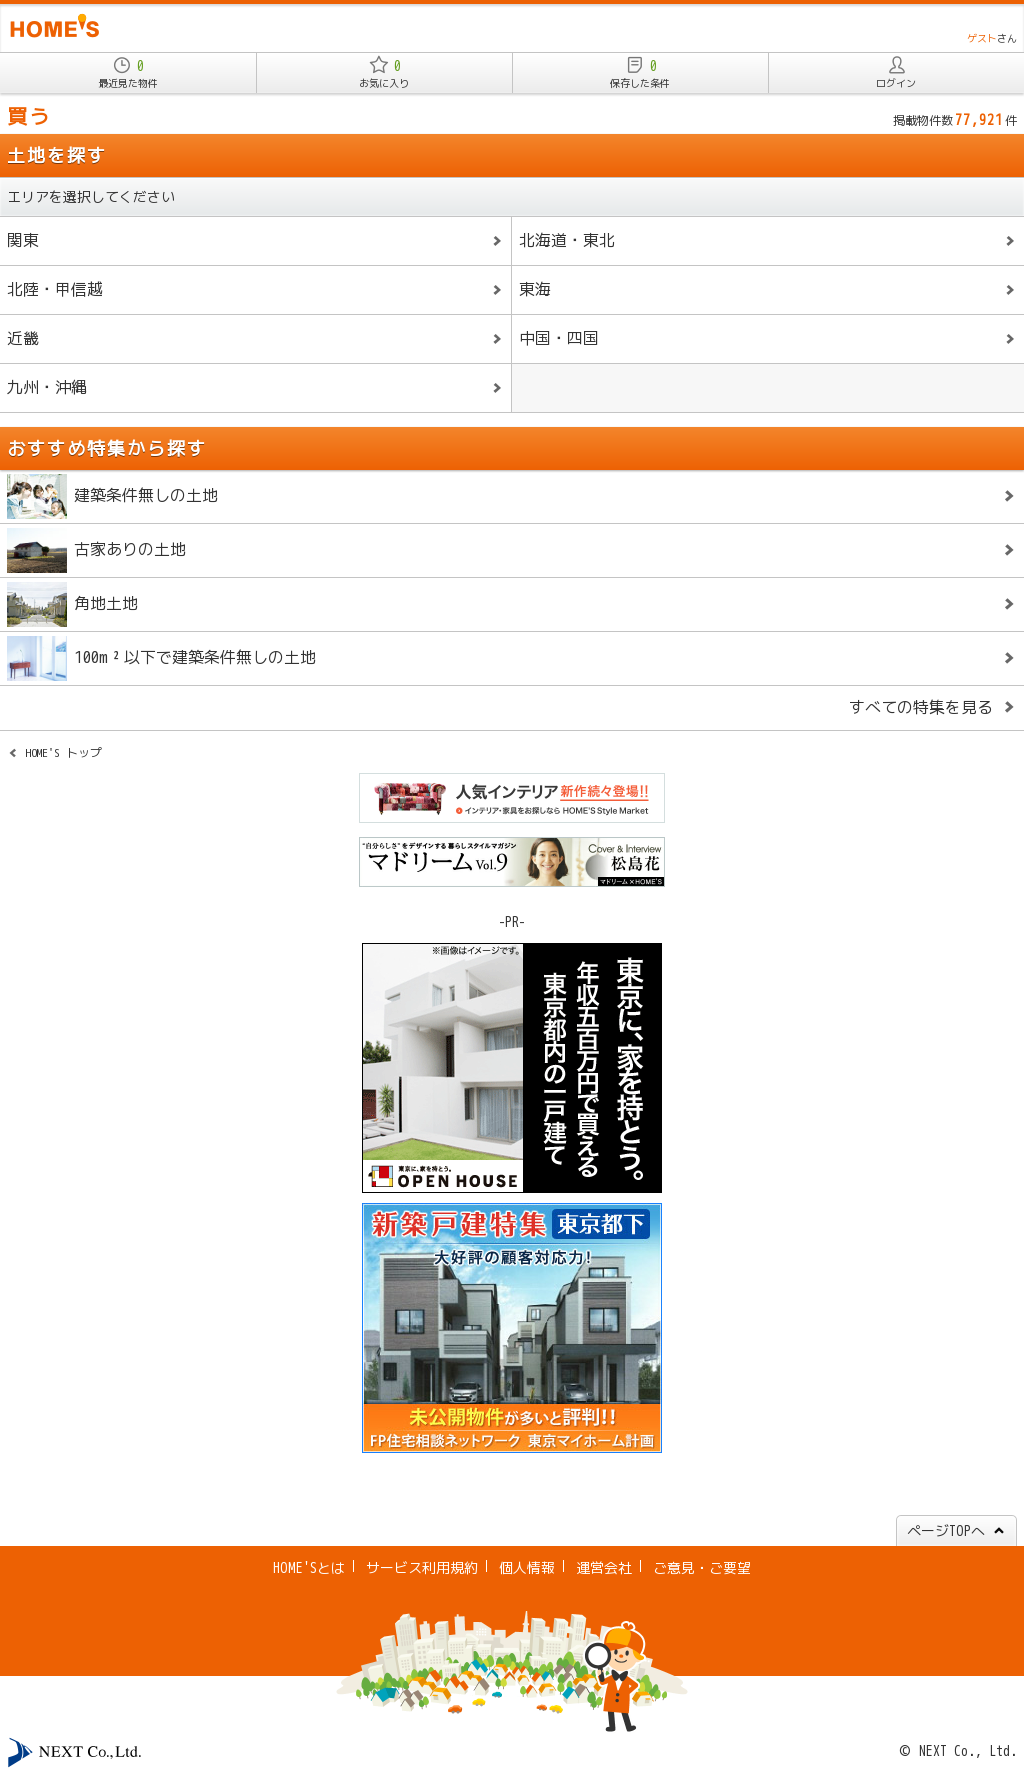 HOME'S
ゲストさん
0
最近見た物件
0
お気に入り
0
保存した条件
ログイン
買う
掲載物件数77,921件
土地を探す
エリアを選択してください
関東
北海道・東北
北陸・甲信越
東海
近畿
中国・四国
九州・沖縄
おすすめ特集から探す
建築条件無しの土地
古家ありの土地
角地土地
100m²以下で建築条件無しの土地
すべての特集を見る
HOME'S トップ
人気インテリア新作続々登場!!
インテリア・家具をお探しなら HOME'S Style Market
“自分らしさ”をデザインする暮らしスタイルマガジン
マドリーム Vol.9
Cover & Interview
松島花
マドリーム×HOME'S
-PR-
※画像はイメージです。
東京に、家を持とう。
年収五百万円で買える
東京都内の一戸建て
東京に、家を持とう。
OPEN HOUSE
新築戸建特集 東京都下
大好評の顧客対応力!
未公開物件が多いと評判!!
FP住宅相談ネットワーク 東京マイホーム計画
ページTOPへ
HOME'Sとは
サービス利用規約
個人情報
運営会社
ご意見・ご要望
NEXT Co., Ltd.
© NEXT Co., Ltd.